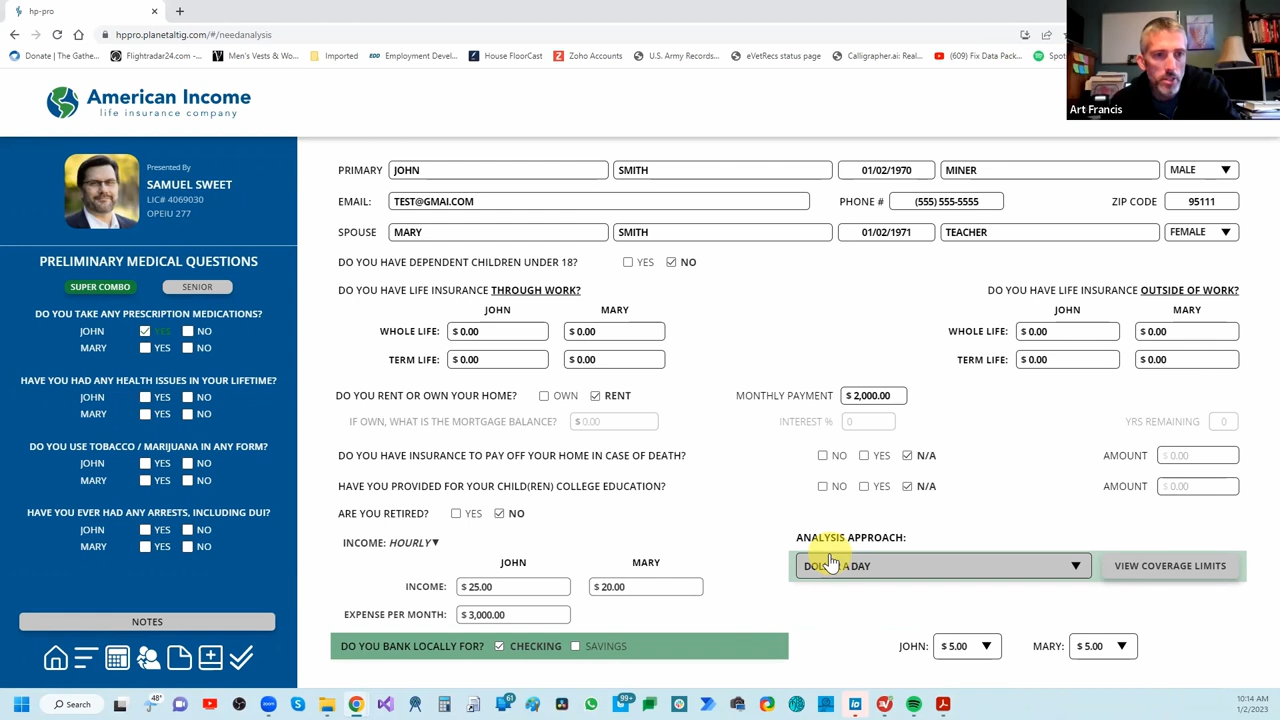 hp-pro
hppro.planetaltig.com/#/needanalysis
Donate | The Gathe...
Flightradar24.com -...
Men's Vests & Wo...
Imported
EDD
Employment Devel...
House FloorCast
Zoho Accounts
U.S. Army Records...
eVetRecs status page
Calligrapher.ai: Real...
(609) Fix Data Pack...
Spot
Art Francis
American Income
life insurance company
Presented By
SAMUEL SWEET
LIC# 4069030
OPEIU 277
PRELIMINARY MEDICAL QUESTIONS
SUPER COMBO SENIOR
DO YOU TAKE ANY PRESCRIPTION MEDICATIONS?
JOHN YES NO
MARY YES NO
HAVE YOU HAD ANY HEALTH ISSUES IN YOUR LIFETIME?
JOHN YES NO
MARY YES NO
DO YOU USE TOBACCO / MARIJUANA IN ANY FORM?
JOHN YES NO
MARY YES NO
HAVE YOU EVER HAD ANY ARRESTS, INCLUDING DUI?
JOHN YES NO
MARY YES NO
NOTES
PRIMARY JOHN SMITH 01/02/1970 MINER MALE
EMAIL: TEST@GMAI.COM PHONE # (555) 555-5555 ZIP CODE 95111
SPOUSE MARY SMITH 01/02/1971 TEACHER FEMALE
DO YOU HAVE DEPENDENT CHILDREN UNDER 18? YES NO
DO YOU HAVE LIFE INSURANCE THROUGH WORK?
JOHN MARY
WHOLE LIFE: $ 0.00 $ 0.00
TERM LIFE: $ 0.00 $ 0.00
DO YOU HAVE LIFE INSURANCE OUTSIDE OF WORK?
JOHN MARY
WHOLE LIFE: $ 0.00 $ 0.00
TERM LIFE: $ 0.00 $ 0.00
DO YOU RENT OR OWN YOUR HOME? OWN RENT MONTHLY PAYMENT $ 2,000.00
IF OWN, WHAT IS THE MORTGAGE BALANCE? $ 0.00 INTEREST % 0 YRS REMAINING 0
DO YOU HAVE INSURANCE TO PAY OFF YOUR HOME IN CASE OF DEATH? NO YES N/A AMOUNT $ 0.00
HAVE YOU PROVIDED FOR YOUR CHILD(REN) COLLEGE EDUCATION? NO YES N/A AMOUNT $ 0.00
ARE YOU RETIRED? YES NO
INCOME: HOURLY
JOHN MARY
INCOME: $ 25.00 $ 20.00
EXPENSE PER MONTH: $ 3,000.00
DO YOU BANK LOCALLY FOR? CHECKING SAVINGS
ANALYSIS APPROACH:
A DAY VIEW COVERAGE LIMITS
JOHN: $ 5.00 MARY: $ 5.00
Search
48°
61
99+
10:14 AM
1/2/2023